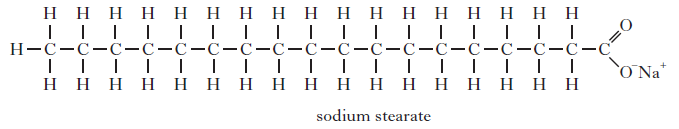 H H H H H H H H H H H H H H H H H
O
H–C–C–C–C–C–C–C–C–C–C–C–C–C–C–C–C–C–C
O⁻Na⁺
H H H H H H H H H H H H H H H H H
sodium stearate